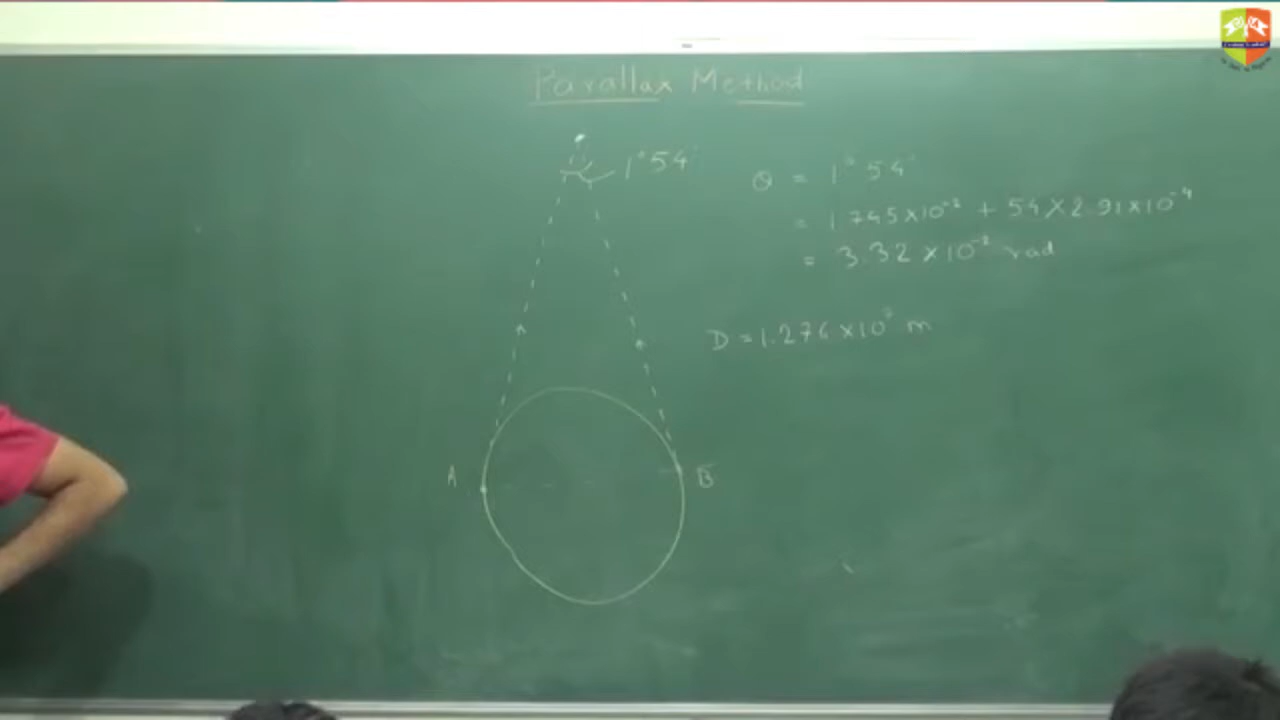 Parallax Method
1° 54'
θ = 1° 54'
= 1.745×10⁻² + 54×2.91×10⁻⁴
= 3.32×10⁻² rad
D = 1.276×10⁷ m
A
B